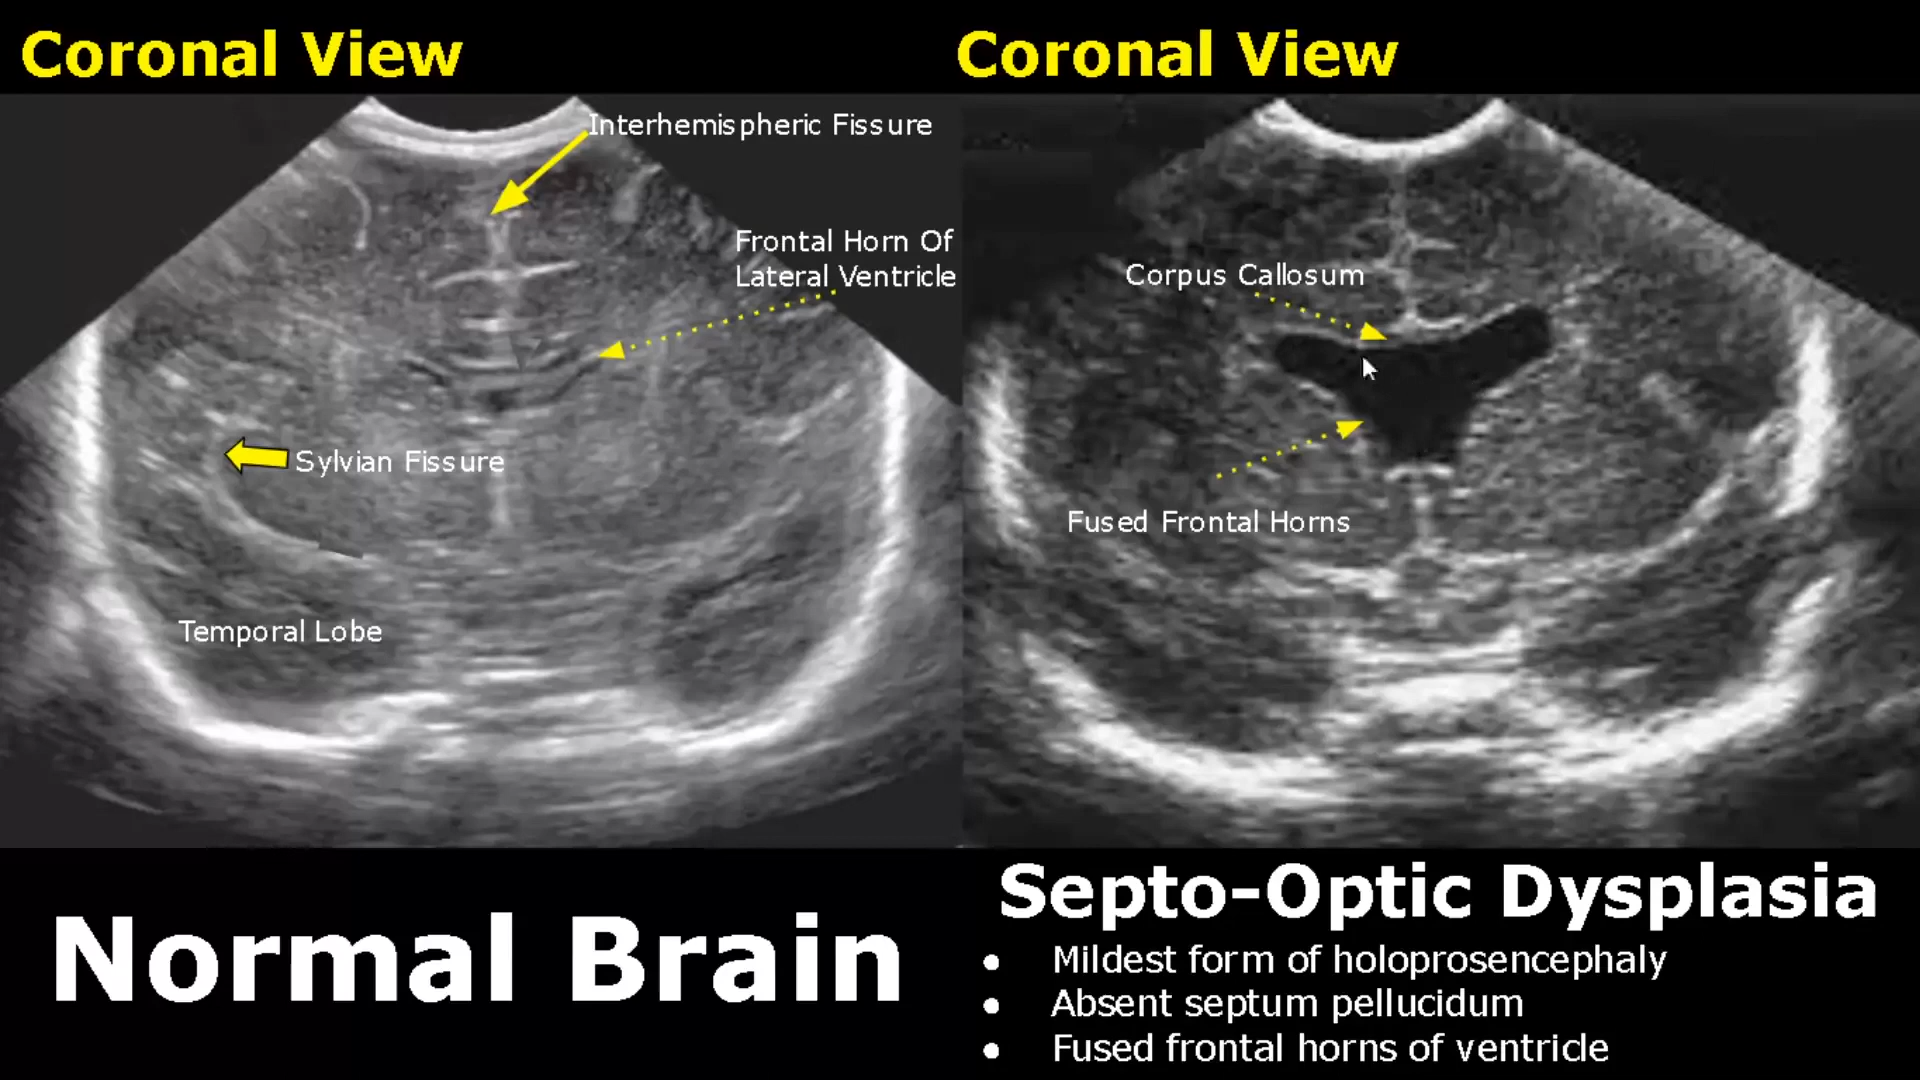 Coronal View
Interhemispheric Fissure
Frontal Horn Of
Lateral Ventricle
Sylvian Fissure
Temporal Lobe
Normal Brain
Coronal View
Corpus Callosum
Fused Frontal Horns
Septo-Optic Dysplasia
• Mildest form of holoprosencephaly
• Absent septum pellucidum
• Fused frontal horns of ventricle